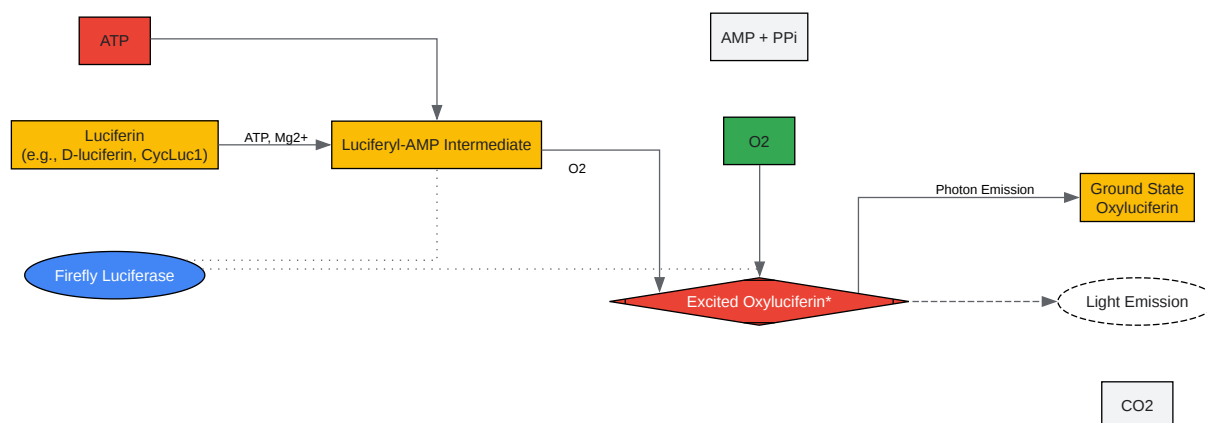 ATP
AMP + PPi
Luciferin
(e.g., D-luciferin, CycLuc1)
ATP, Mg2+
Luciferyl-AMP Intermediate
O2
O2
Photon Emission
Ground State
Oxyluciferin
Firefly Luciferase
Excited Oxyluciferin*
Light Emission
CO2